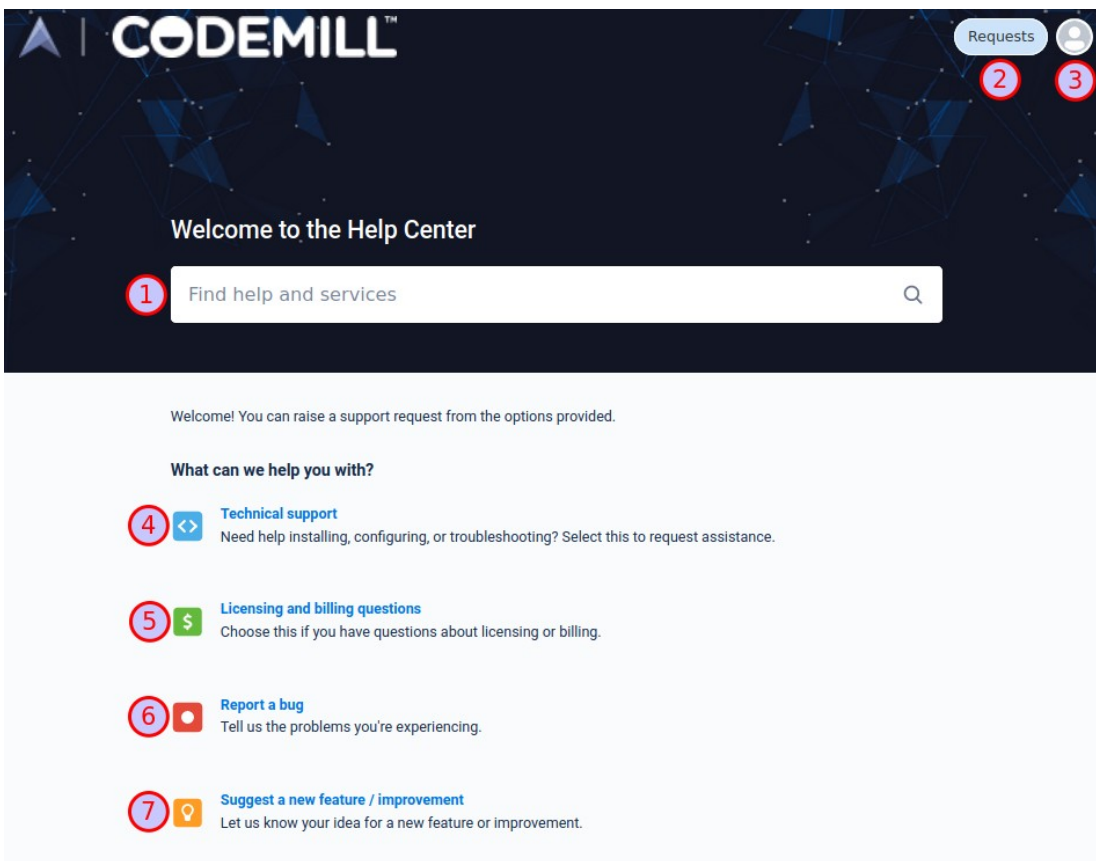 CODEMILL™
Requests
2
3
Welcome to the Help Center
1
Find help and services
Welcome! You can raise a support request from the options provided.
What can we help you with?
4
Technical support
Need help installing, configuring, or troubleshooting? Select this to request assistance.
5
$
Licensing and billing questions
Choose this if you have questions about licensing or billing.
6
Report a bug
Tell us the problems you're experiencing.
7
Suggest a new feature / improvement
Let us know your idea for a new feature or improvement.